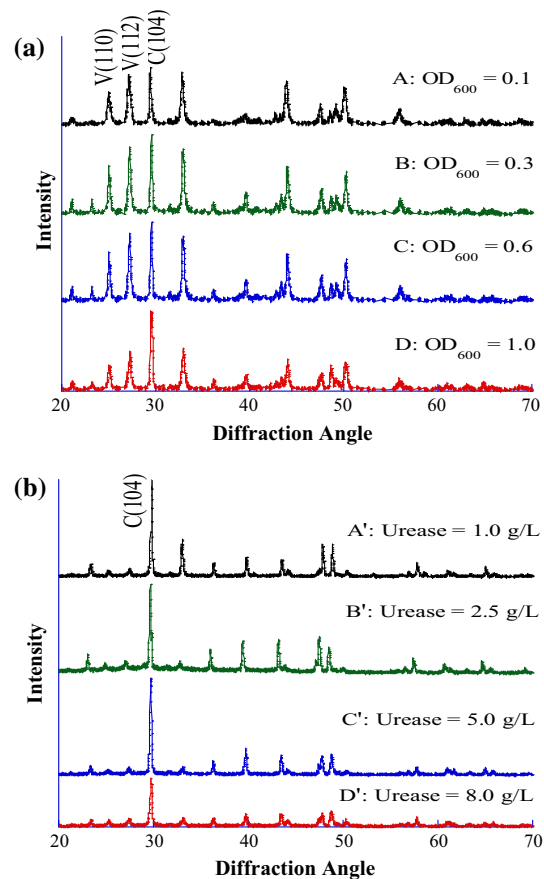 (a)
V(110)
V(112)
C(104)
A: OD600 = 0.1
B: OD600 = 0.3
C: OD600 = 0.6
D: OD600 = 1.0
Intensity
20 30 40 50 60 70
Diffraction Angle
(b)
C(104)
A': Urease = 1.0 g/L
B': Urease = 2.5 g/L
C': Urease = 5.0 g/L
D': Urease = 8.0 g/L
Intensity
20 30 40 50 60 70
Diffraction Angle